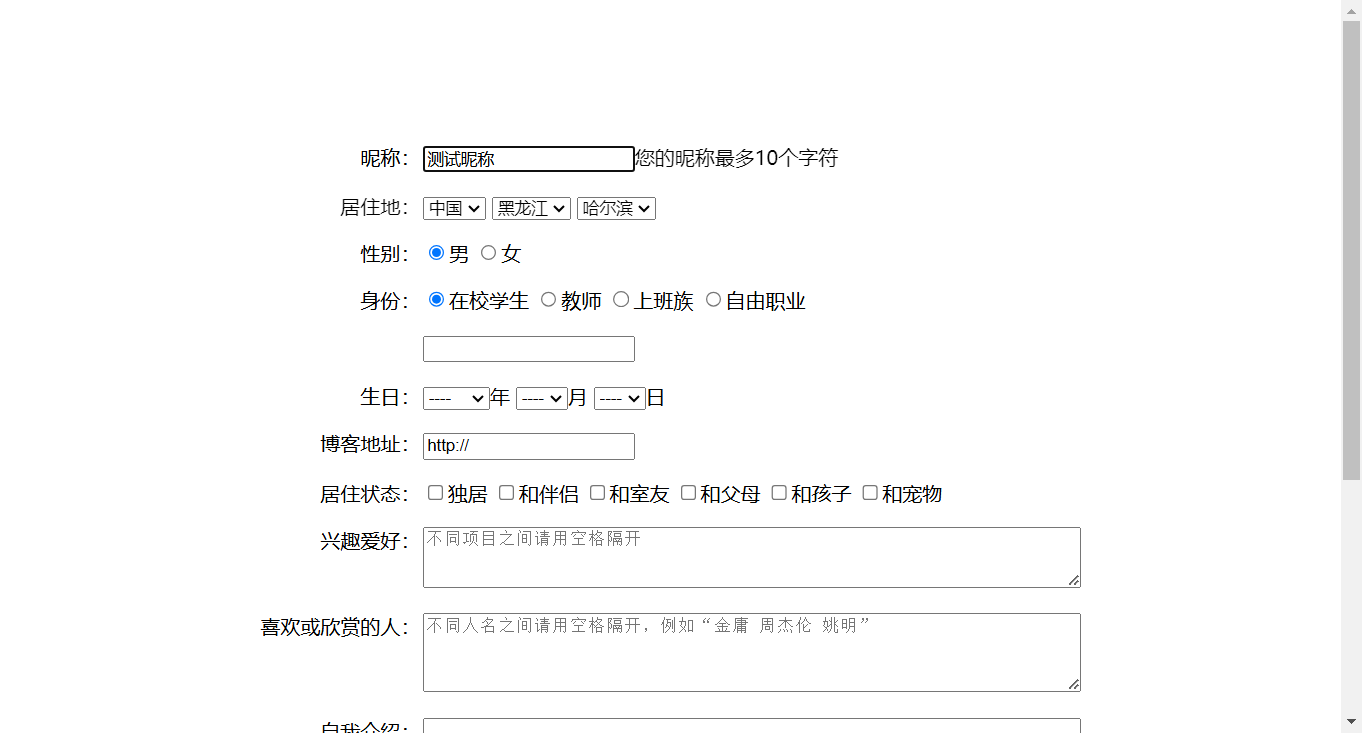 昵称： 测试昵称 您的昵称最多10个字符
居住地： 中国 黑龙江 哈尔滨
性别： 男 女
身份： 在校学生 教师 上班族 自由职业
生日： ---- 年 ---- 月 ---- 日
博客地址： http://
居住状态： 独居 和伴侣 和室友 和父母 和孩子 和宠物
兴趣爱好： 不同项目之间请用空格隔开
喜欢或欣赏的人： 不同人名之间请用空格隔开，例如“金庸 周杰伦 姚明”
自我介绍：